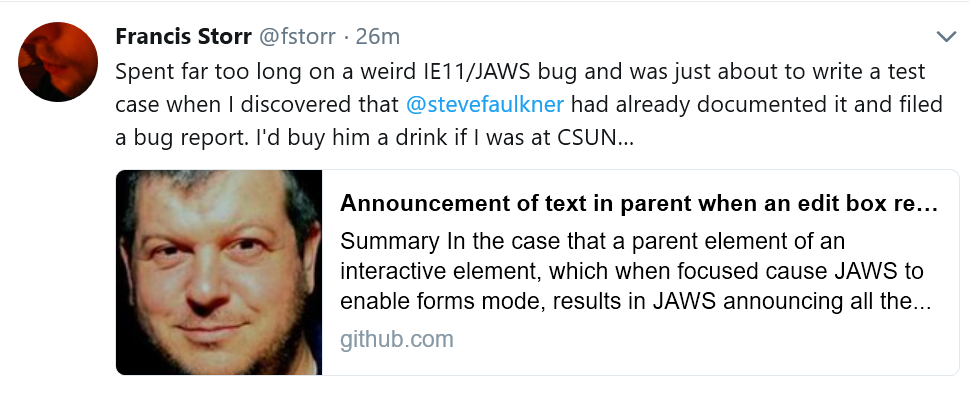 Francis Storr @fstorr · 26m
Spent far too long on a weird IE11/JAWS bug and was just about to write a test
case when I discovered that @stevefaulkner had already documented it and filed
a bug report. I'd buy him a drink if I was at CSUN...
Announcement of text in parent when an edit box re...
Summary In the case that a parent element of an
interactive element, which when focused cause JAWS to
enable forms mode, results in JAWS announcing all the...
github.com